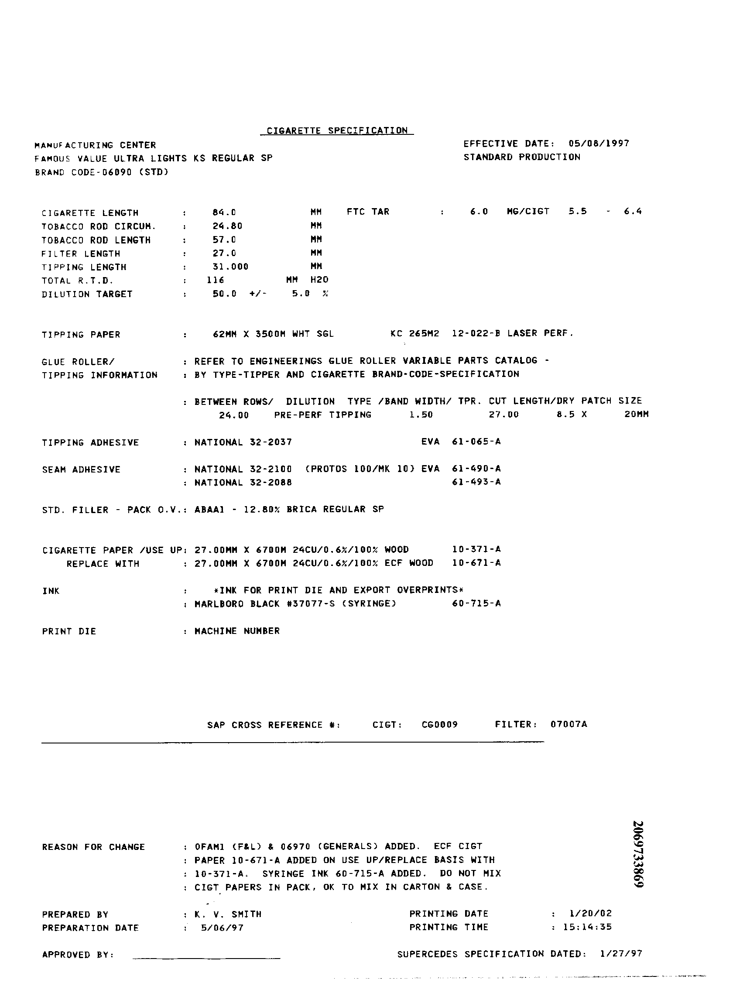 CIGARETTE SPECIFICATION
MANUFACTURING CENTER EFFECTIVE DATE: 05/08/1997
FAMOUS VALUE ULTRA LIGHTS KS REGULAR SP STANDARD PRODUCTION
BRAND CODE-06090 (STD)
CIGARETTE LENGTH : 84.0 MM FTC TAR : 6.0 MG/CIGT 5.5 - 6.4
TOBACCO ROD CIRCUM. : 24.80 MM
TOBACCO ROD LENGTH : 57.0 MM
FILTER LENGTH : 27.0 MM
TIPPING LENGTH : 31.000 MM
TOTAL R.T.D. : 116 MM H2O
DILUTION TARGET : 50.0 +/- 5.0 %
TIPPING PAPER : 62MM X 3500M WHT SGL KC 265M2 12-022-B LASER PERF.
GLUE ROLLER/ : REFER TO ENGINEERINGS GLUE ROLLER VARIABLE PARTS CATALOG -
TIPPING INFORMATION : BY TYPE-TIPPER AND CIGARETTE BRAND-CODE-SPECIFICATION
: BETWEEN ROWS/ DILUTION TYPE /BAND WIDTH/ TPR. CUT LENGTH/DRY PATCH SIZE
24.00 PRE-PERF TIPPING 1.50 27.00 8.5 X 20MM
TIPPING ADHESIVE : NATIONAL 32-2037 EVA 61-065-A
SEAM ADHESIVE : NATIONAL 32-2100 (PROTOS 100/MK 10) EVA 61-490-A
: NATIONAL 32-2088 61-493-A
STD. FILLER - PACK O.V.: ABAA1 - 12.80% BRICA REGULAR SP
CIGARETTE PAPER /USE UP: 27.00MM X 6700M 24CU/0.6%/100% WOOD 10-371-A
REPLACE WITH : 27.00MM X 6700M 24CU/0.6%/100% ECF WOOD 10-671-A
INK : *INK FOR PRINT DIE AND EXPORT OVERPRINTS*
: MARLBORO BLACK #37077-S (SYRINGE) 60-715-A
PRINT DIE : MACHINE NUMBER
SAP CROSS REFERENCE #: CIGT: CG0009 FILTER: 07007A
REASON FOR CHANGE : OFAM1 (F&L) & 06970 (GENERALS) ADDED. ECF CIGT
: PAPER 10-671-A ADDED ON USE UP/REPLACE BASIS WITH
: 10-371-A. SYRINGE INK 60-715-A ADDED. DO NOT MIX
: CIGT PAPERS IN PACK, OK TO MIX IN CARTON & CASE.
PREPARED BY : K. V. SMITH PRINTING DATE : 1/20/02
PREPARATION DATE : 5/06/97 PRINTING TIME : 15:14:35
APPROVED BY: SUPERCEDES SPECIFICATION DATED: 1/27/97
2069733869